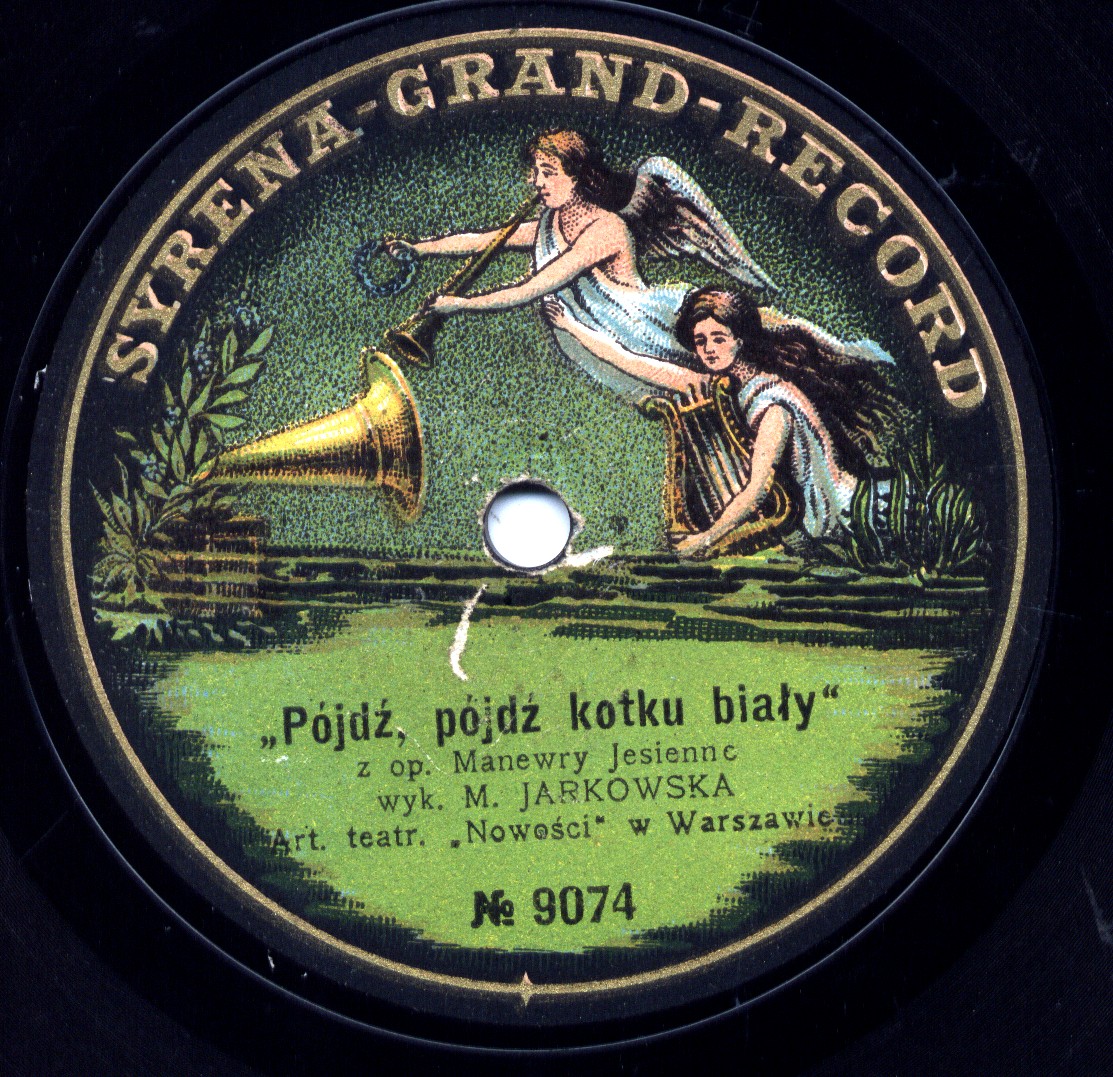 SYRENA-GRAND-RECORD
„Pójdź, pójdź kotku biały“
z op. Manewry Jesienne
wyk. M. JARKOWSKA
Art. teatr. „Nowości“ w Warszawie
№ 9074